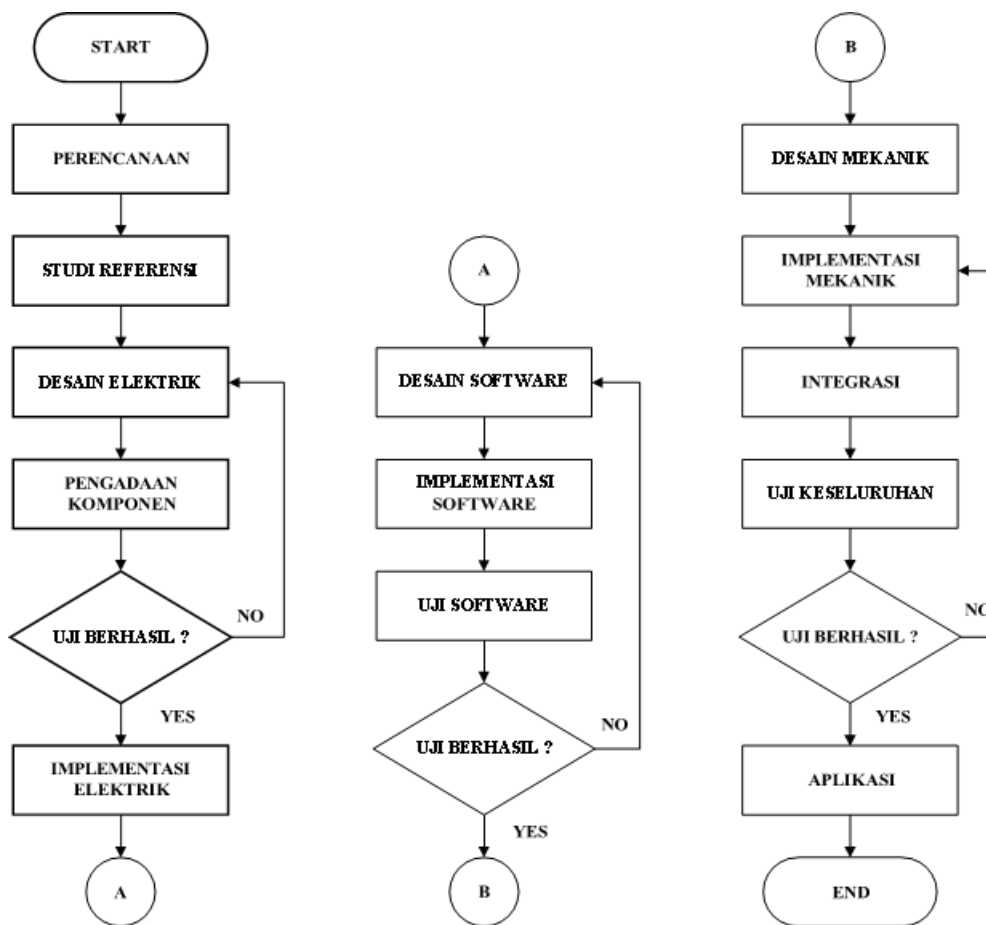 START
PERENCANAAN
STUDI REFERENSI
DESAIN ELEKTRIK
PENGADAAN
KOMPONEN
UJI BERHASIL ?
NO
YES
IMPLEMENTASI
ELEKTRIK
A
A
DESAIN SOFTWARE
IMPLEMENTASI
SOFTWARE
UJI SOFTWARE
UJI BERHASIL ?
NO
YES
B
B
DESAIN MEKANIK
IMPLEMENTASI
MEKANIK
INTEGRASI
UJI KESELURUHAN
UJI BERHASIL ?
NO
YES
APLIKASI
END